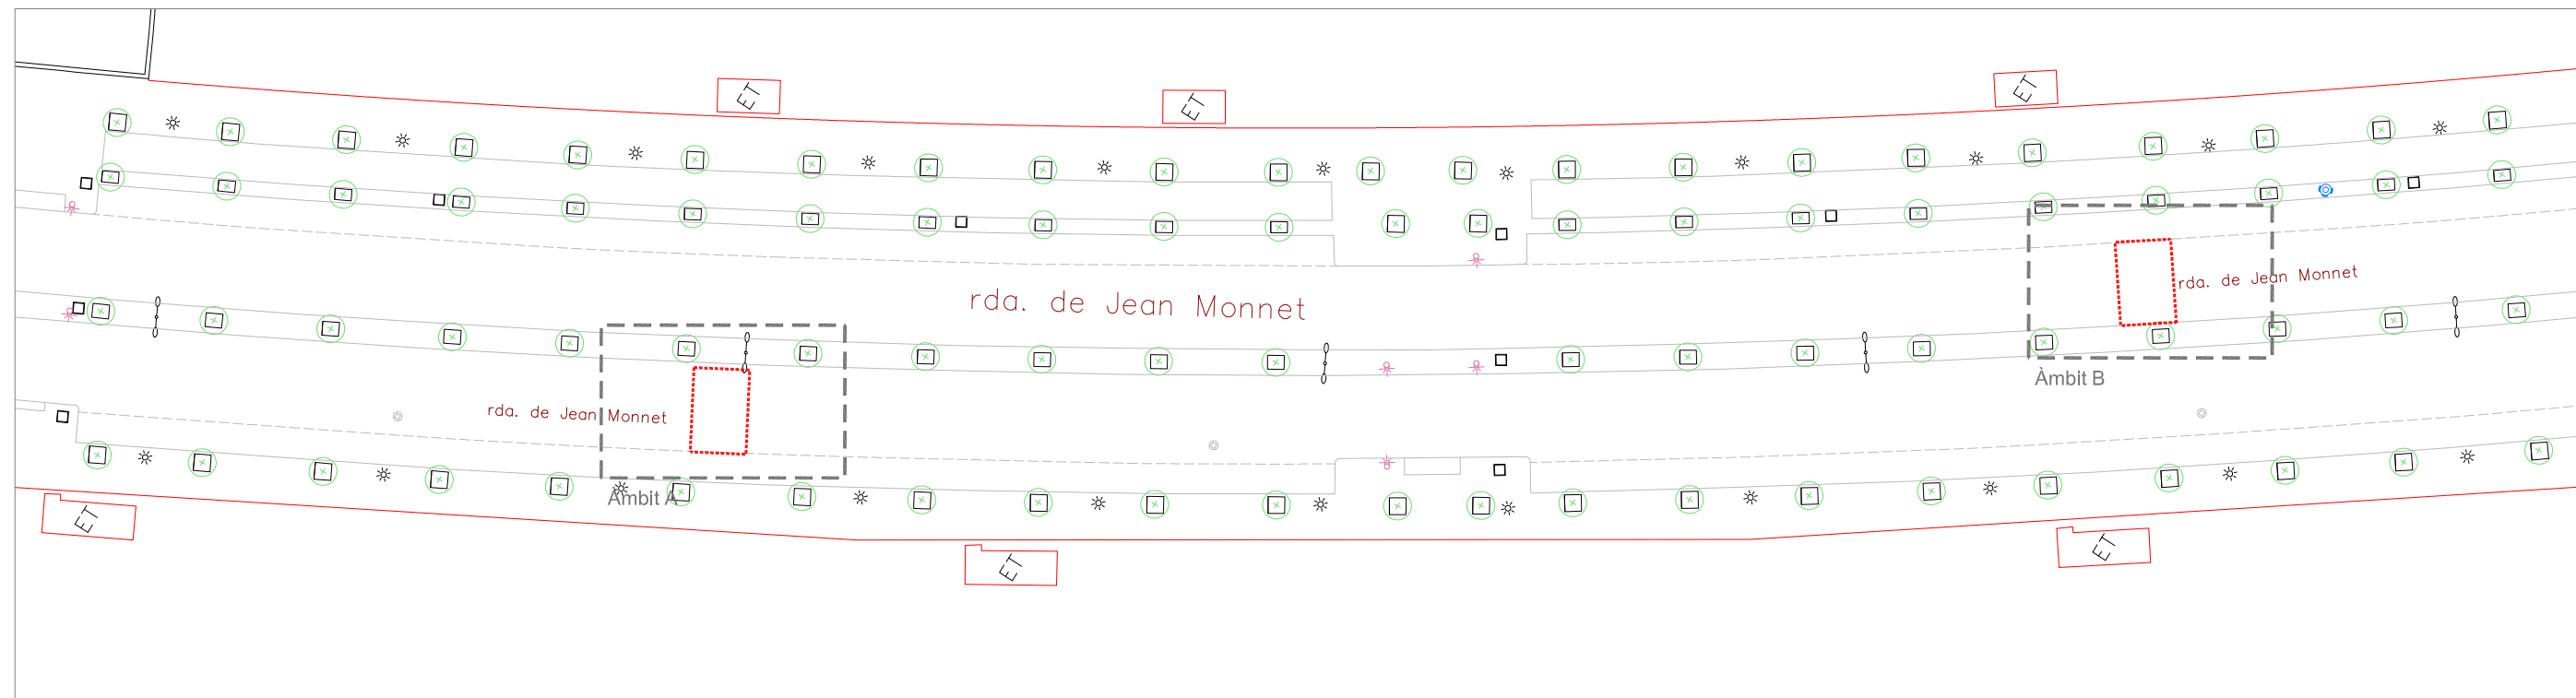 ET
ET
ET
rda. de Jean Monnet
rda. de Jean Monnet
Àmbit B
rda. de Jean Monnet
Àmbit A
ET
ET
ET